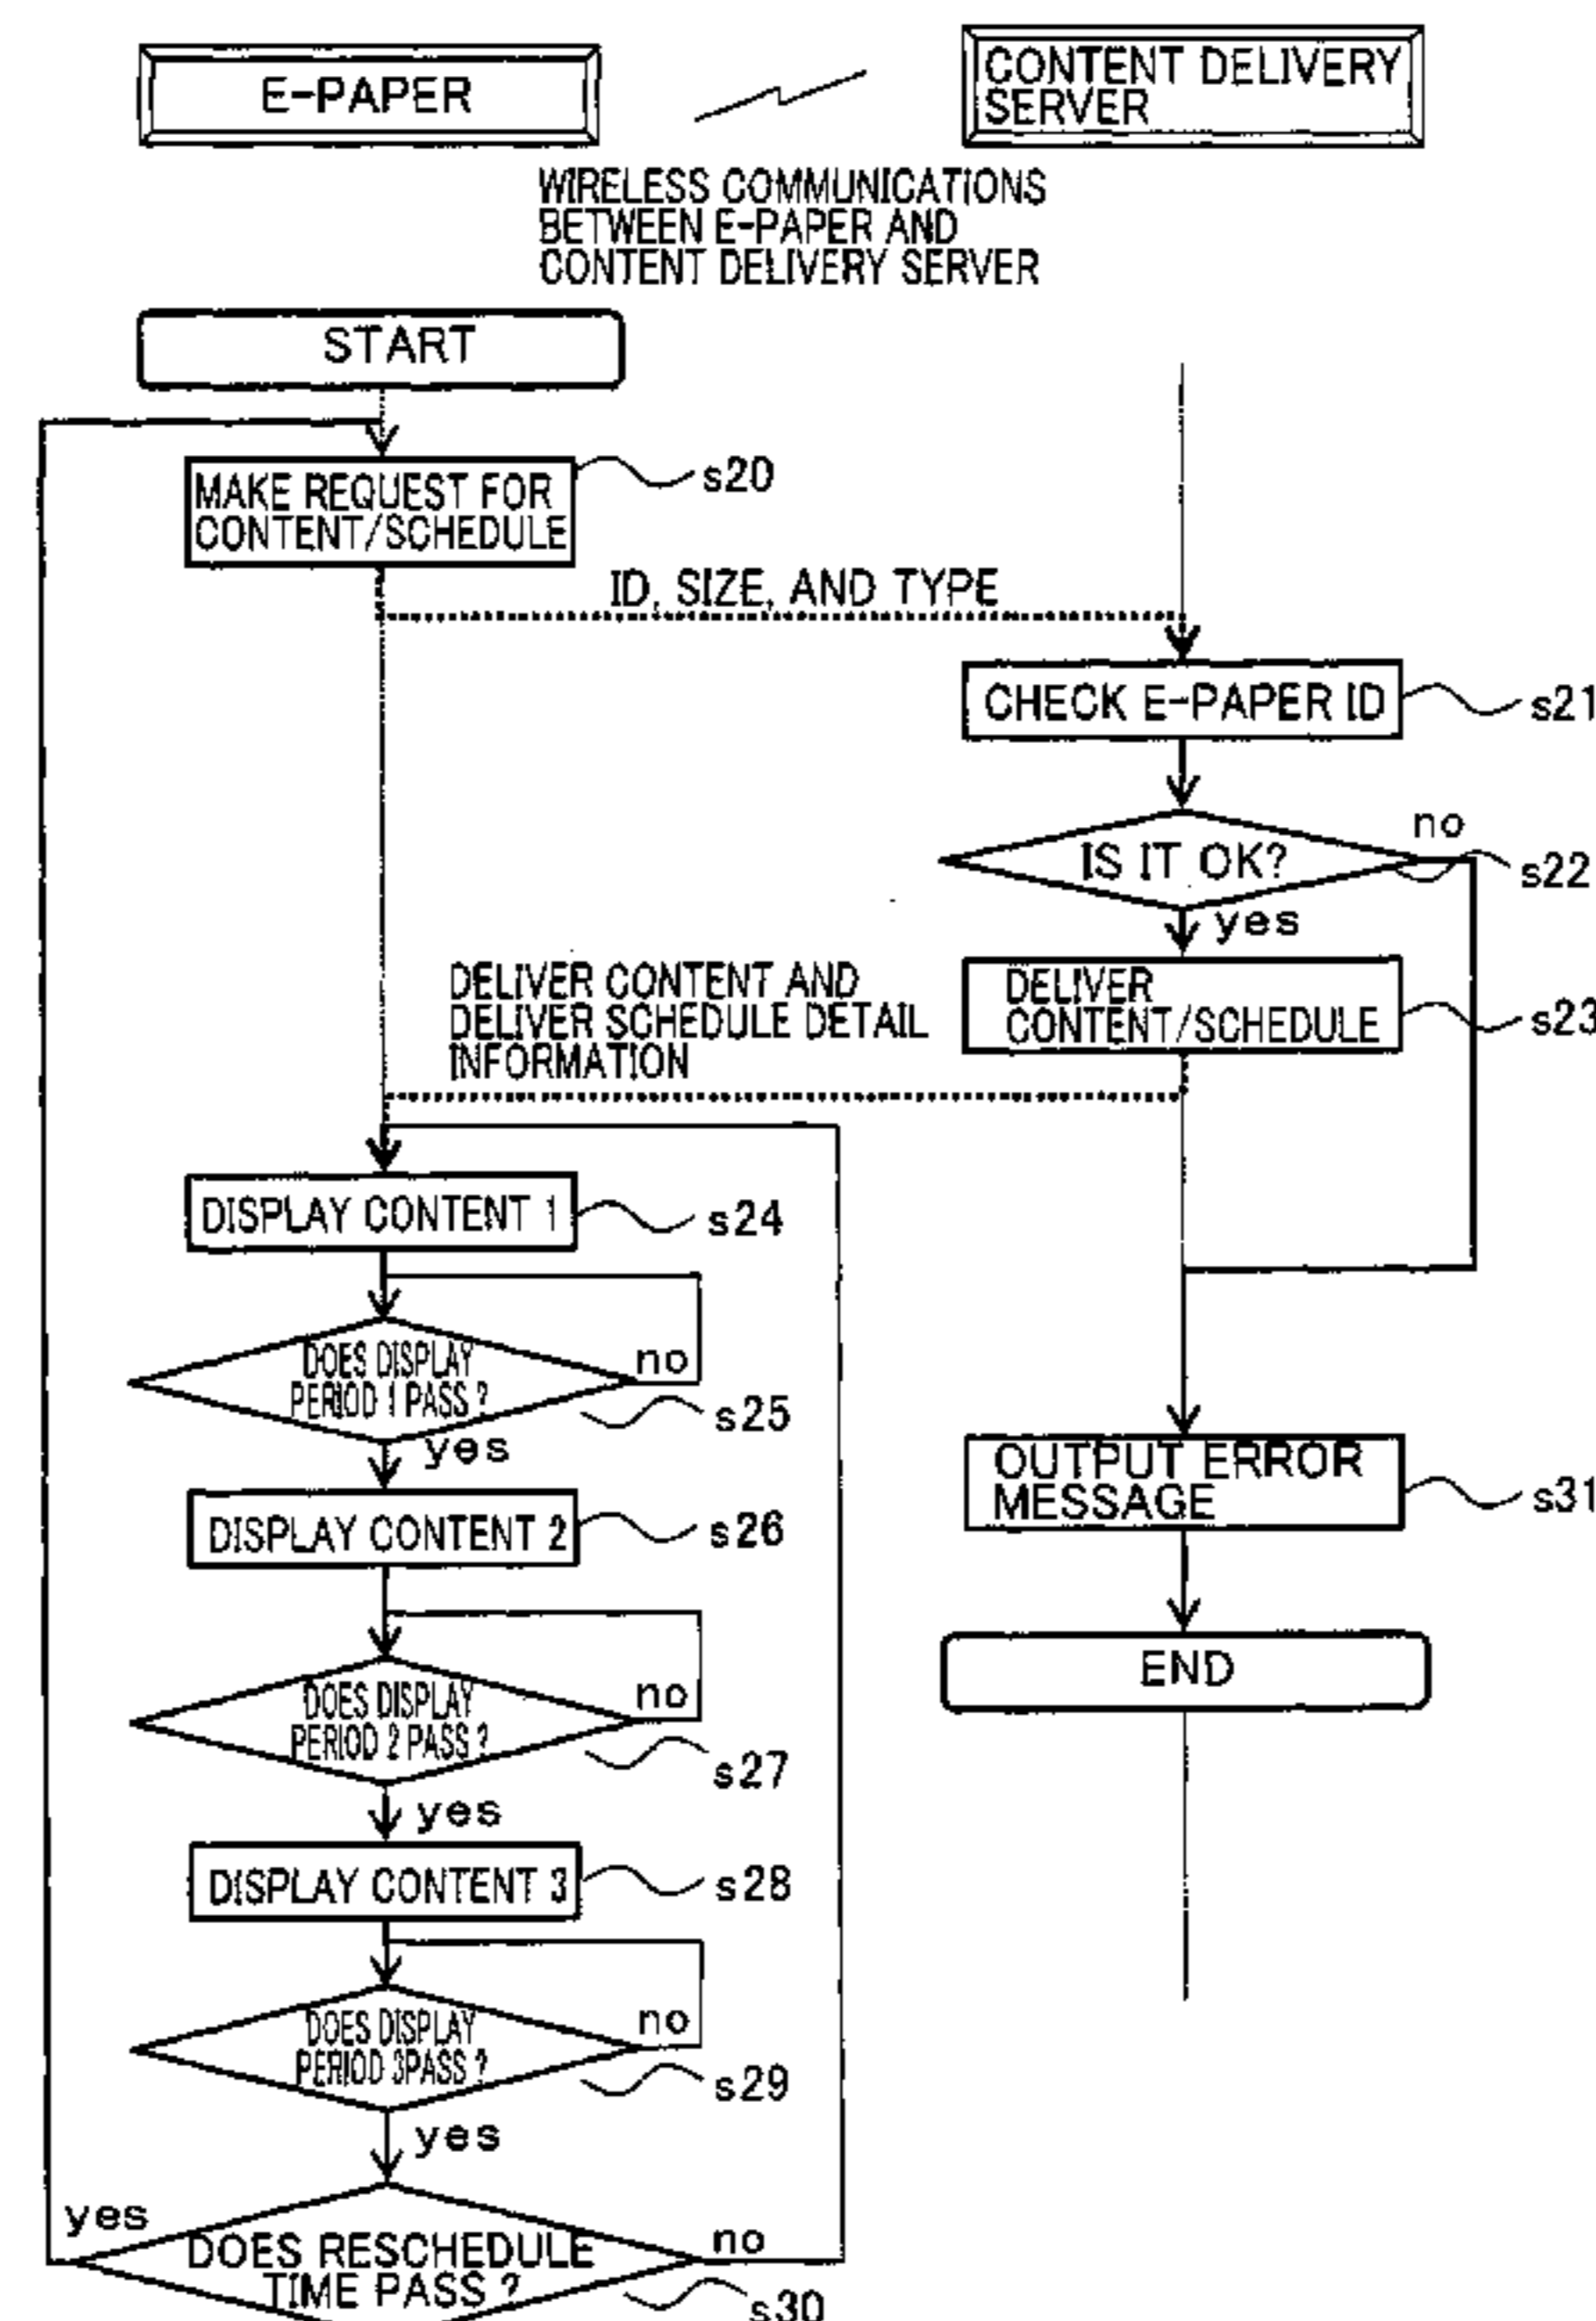 E-PAPER
CONTENT DELIVERY
SERVER
WIRELESS COMMUNICATIONS
BETWEEN E-PAPER AND
CONTENT DELIVERY SERVER
START
MAKE REQUEST FOR
CONTENT/SCHEDULE
s20
ID, SIZE, AND TYPE
CHECK E-PAPER ID
s21
IS IT OK?
no
s22
yes
DELIVER CONTENT AND
DELIVER SCHEDULE DETAIL
INFORMATION
DELIVER
CONTENT/SCHEDULE
s23
DISPLAY CONTENT 1
s24
DOES DISPLAY
PERIOD 1 PASS ?
no
s25
yes
DISPLAY CONTENT 2
s26
OUTPUT ERROR
MESSAGE
s31
END
DOES DISPLAY
PERIOD 2 PASS ?
no
s27
yes
DISPLAY CONTENT 3
s28
DOES DISPLAY
PERIOD 3PASS ?
no
s29
yes
yes
DOES RESCHEDULE
TIME PASS ?
no
s30